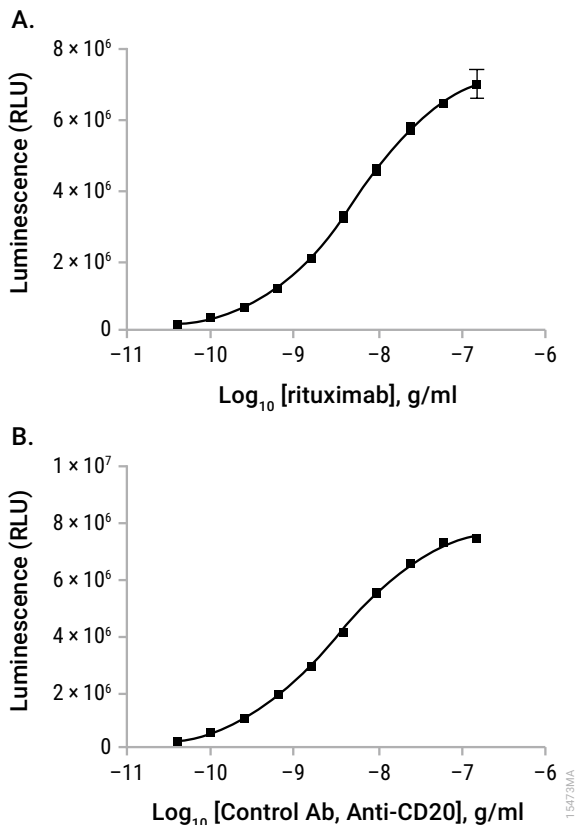 A.
8 × 10⁶
6 × 10⁶
4 × 10⁶
2 × 10⁶
0
Luminescence (RLU)
−11 −10 −9 −8 −7 −6
Log₁₀ [rituximab], g/ml
B.
1 × 10⁷
8 × 10⁶
6 × 10⁶
4 × 10⁶
2 × 10⁶
0
Luminescence (RLU)
−11 −10 −9 −8 −7 −6
Log₁₀ [Control Ab, Anti-CD20], g/ml
15473MA